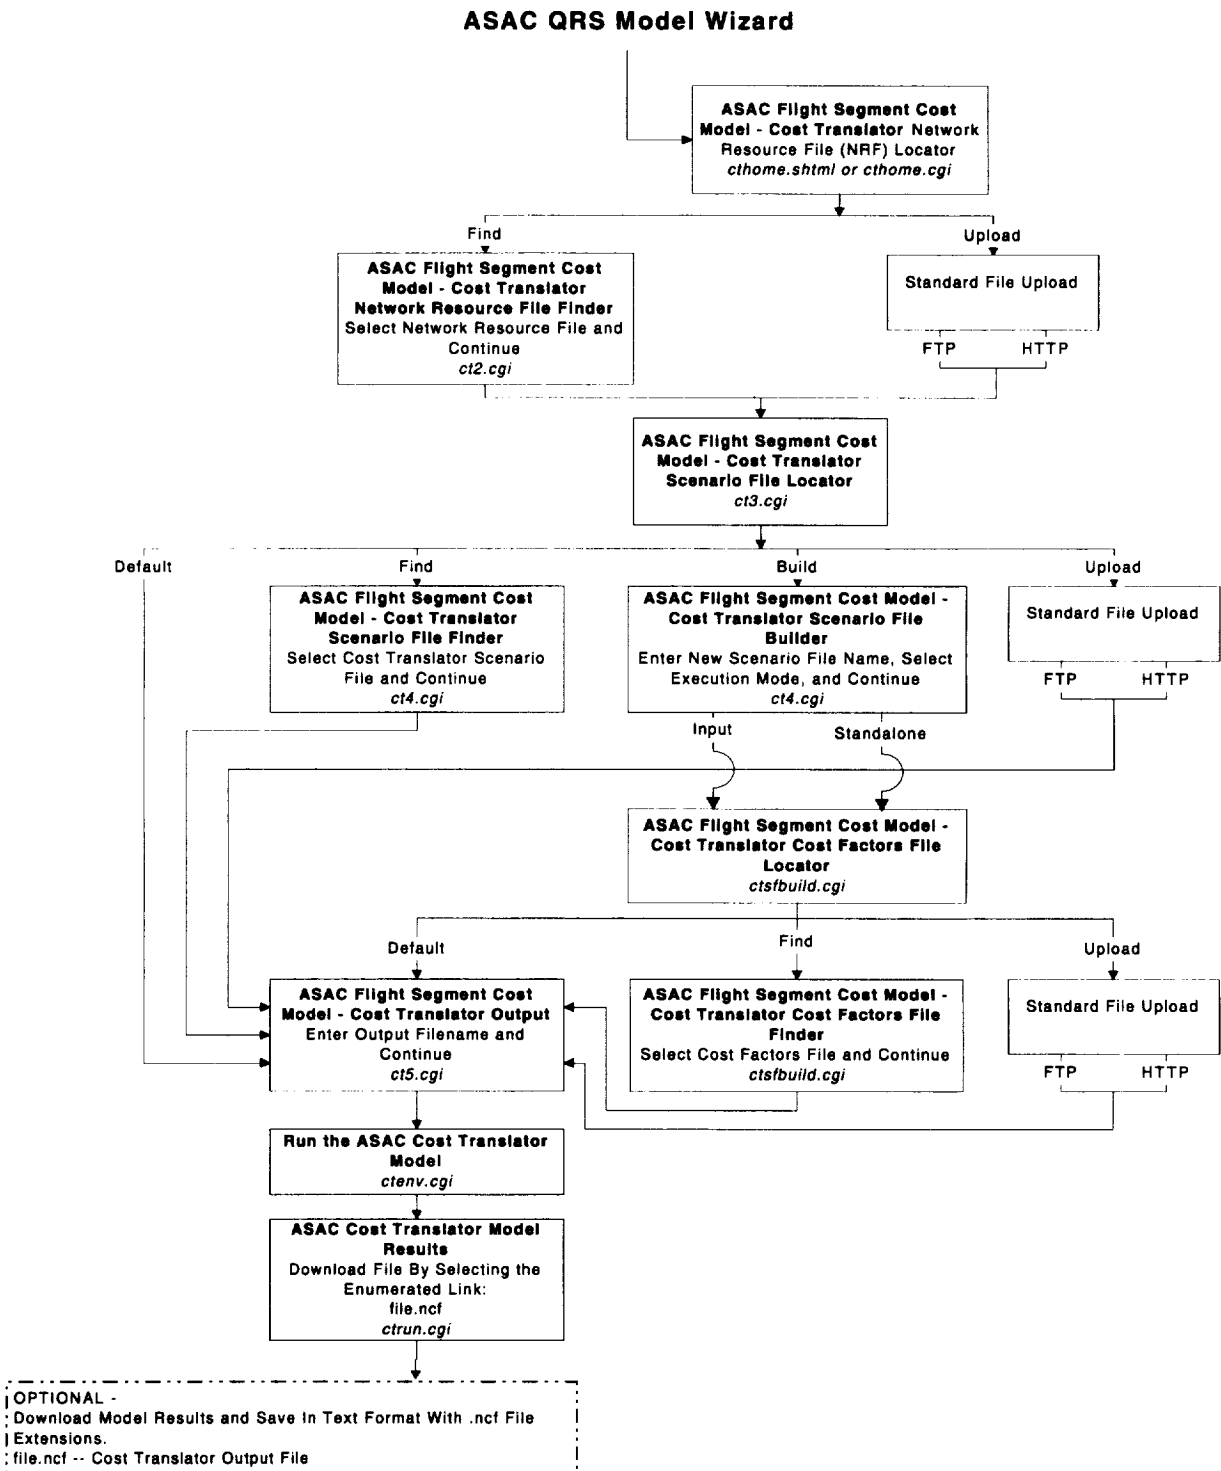 ASAC QRS Model Wizard
ASAC Flight Segment Cost
Model - Cost Translator Network
Resource File (NRF) Locator
cthome.shtml or cthome.cgi
Find
Upload
ASAC Flight Segment Cost
Model - Cost Translator
Network Resource File Finder
Select Network Resource File and
Continue
ct2.cgi
Standard File Upload
FTP
HTTP
ASAC Flight Segment Cost
Model - Cost Translator
Scenario File Locator
ct3.cgi
Default
Find
Build
Upload
ASAC Flight Segment Cost
Model - Cost Translator
Scenario File Finder
Select Cost Translator Scenario
File and Continue
ct4.cgi
ASAC Flight Segment Cost Model -
Cost Translator Scenario File
Builder
Enter New Scenario File Name, Select
Execution Mode, and Continue
ct4.cgi
Standard File Upload
FTP
HTTP
Input
Standalone
ASAC Flight Segment Cost Model -
Cost Translator Cost Factors File
Locator
ctsfbuild.cgi
Default
Find
Upload
ASAC Flight Segment Cost
Model - Cost Translator Output
Enter Output Filename and
Continue
ct5.cgi
ASAC Flight Segment Cost Model -
Cost Translator Cost Factors File
Finder
Select Cost Factors File and Continue
ctsfbuild.cgi
Standard File Upload
FTP
HTTP
Run the ASAC Cost Translator
Model
ctenv.cgi
ASAC Cost Translator Model
Results
Download File By Selecting the
Enumerated Link:
file.ncf
ctrun.cgi
OPTIONAL -
Download Model Results and Save In Text Format With .ncf File
Extensions.
file.ncf -- Cost Translator Output File